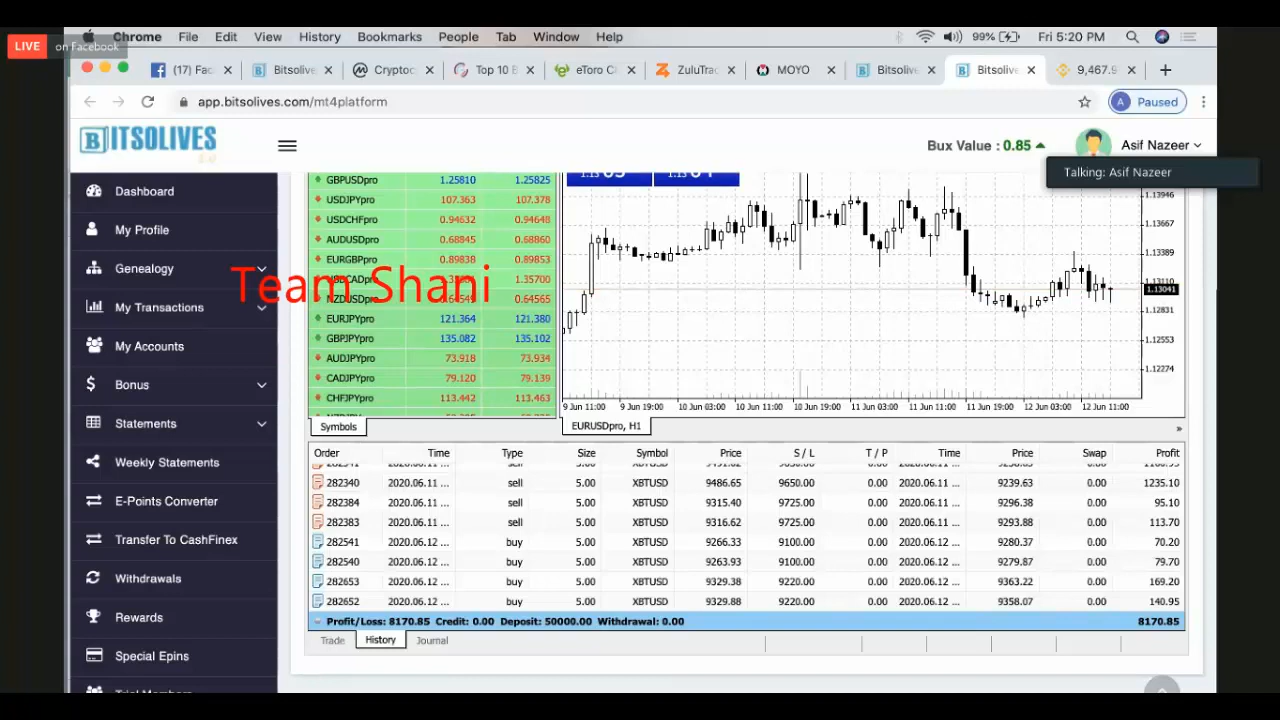 LIVE on Facebook
Chrome File Edit View History Bookmarks People Tab Window Help 99% Fri 5:20 PM
(17) Fac Bitsolive Cryptoc Top 10 B eToro Cl ZuluTrac MOYO Bitsolive Bitsolive 9,467.5
app.bitsolives.com/mt4platform A Paused
BITSOLIVES
Bux Value : 0.85 Asif Nazeer
Talking: Asif Nazeer
Dashboard
My Profile
Genealogy
My Transactions
My Accounts
Bonus
Statements
Weekly Statements
E-Points Converter
Transfer To CashFinex
Withdrawals
Rewards
Special Epins
Team Shani
GBPUSDpro 1.25810 1.25825
USDJPYpro 107.363 107.378
USDCHFpro 0.94632 0.94648
AUDUSDpro 0.68845 0.68860
EURGBPpro 0.89838 0.89853
1.35700
NZDUSDpro 0.64565
EURJPYpro 121.364 121.380
GBPJPYpro 135.082 135.102
AUDJPYpro 73.918 73.934
CADJPYpro 79.120 79.139
CHFJPYpro 113.442 113.463
Symbols
1.13946
1.13667
1.13389
1.13110
1.13041
1.12831
1.12553
1.12274
9 Jun 11:00 9 Jun 19:00 10 Jun 03:00 10 Jun 11:00 10 Jun 19:00 11 Jun 03:00 11 Jun 11:00 11 Jun 19:00 12 Jun 03:00 12 Jun 11:00
EURUSDpro, H1
Order Time Type Size Symbol Price S / L T / P Time Price Swap Profit
282340 2020.06.11 ... sell 5.00 XBTUSD 9486.65 9650.00 0.00 2020.06.11 ... 9239.63 0.00 1235.10
282384 2020.06.11 ... sell 5.00 XBTUSD 9315.40 9725.00 0.00 2020.06.11 ... 9296.38 0.00 95.10
282383 2020.06.11 ... sell 5.00 XBTUSD 9316.62 9725.00 0.00 2020.06.11 ... 9293.88 0.00 113.70
282541 2020.06.12 ... buy 5.00 XBTUSD 9266.33 9100.00 0.00 2020.06.12 ... 9280.37 0.00 70.20
282540 2020.06.12 ... buy 5.00 XBTUSD 9263.93 9100.00 0.00 2020.06.12 ... 9279.87 0.00 79.70
282653 2020.06.12 ... buy 5.00 XBTUSD 9329.38 9220.00 0.00 2020.06.12 ... 9363.22 0.00 169.20
282652 2020.06.12 ... buy 5.00 XBTUSD 9329.88 9220.00 0.00 2020.06.12 ... 9358.07 0.00 140.95
Profit/Loss: 8170.85 Credit: 0.00 Deposit: 50000.00 Withdrawal: 0.00 8170.85
Trade History Journal